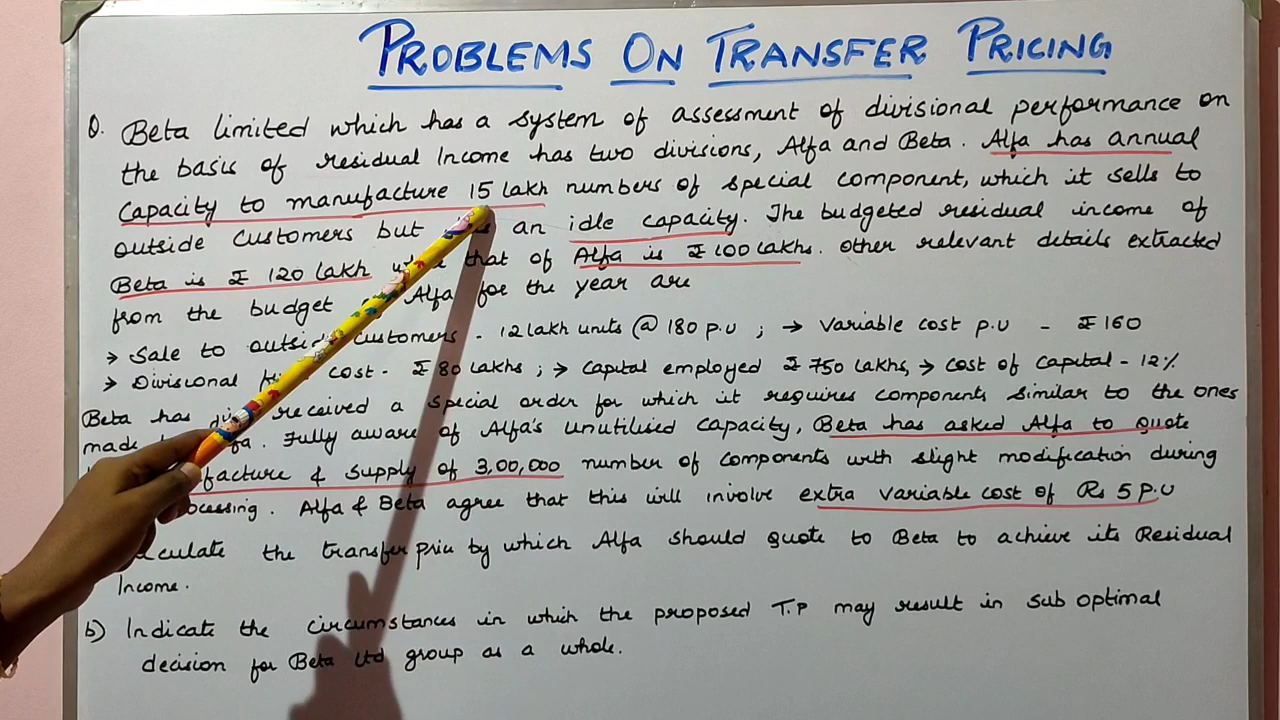 PROBLEMS ON TRANSFER PRICING
Q. Beta limited which has a system of assessment of divisional performance on
the basis of residual Income has two divisions, Alfa and Beta. Alfa has annual
Capacity to manufacture 15 lakh numbers of special component, which it sells to
outside customers but an idle capacity. The budgeted residual income of
Beta is ₹ 120 lakh that of Alfa is ₹ 100 lakhs. Other relevant details extracted
from the budget Alfa for the year are
→ Sale to customers - 12 lakh units @ 180 p.u ; → Variable cost p.u - ₹ 160
→ Divisional cost - ₹ 80 lakhs ; → Capital employed ₹ 750 lakhs, → Cost of Capital - 12%
Beta has received a special order for which it requires components similar to the ones
made . Fully aware of Alfa's unutilised capacity, Beta has asked Alfa to quote
& supply of 3,00,000 number of components with slight modification during
. Alfa & Beta agree that this will involve extra variable cost of Rs 5 p.u
the transfer price by which Alfa should quote to Beta to achieve its Residual
Income.
b) Indicate the circumstances in which the proposed T.P may result in sub optimal
decision for Beta Ltd group as a whole.